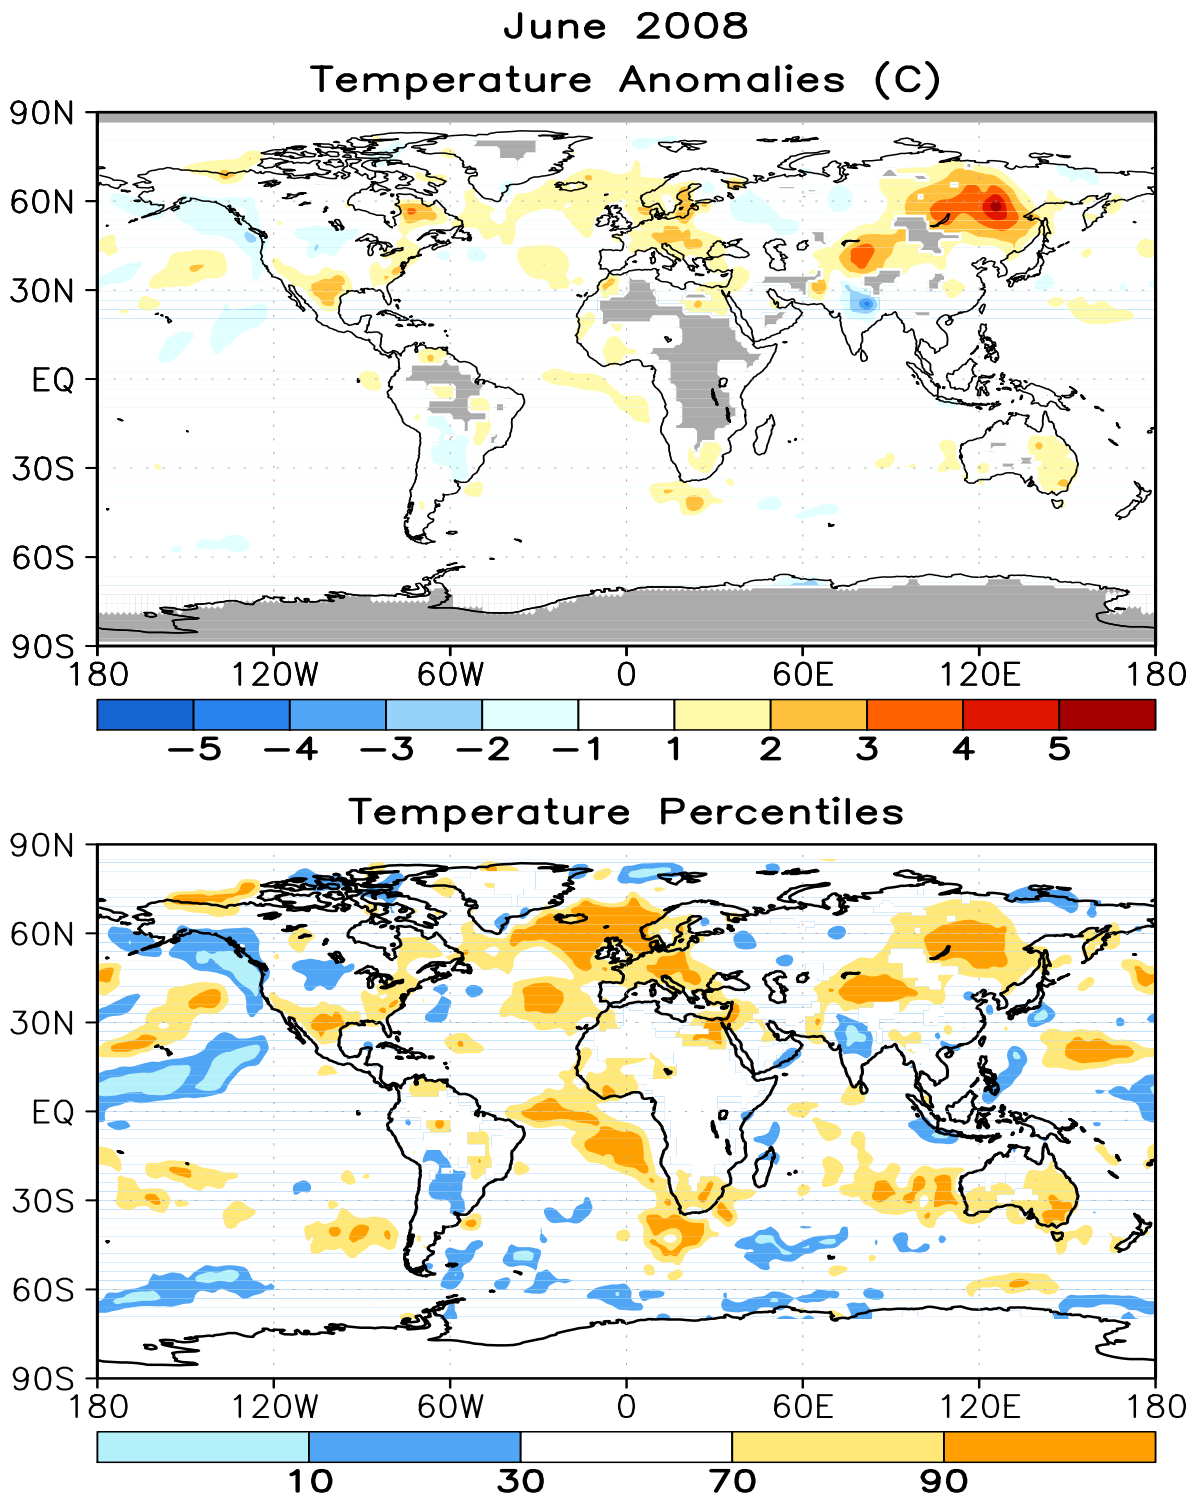 June 2008
Temperature Anomalies (C)
90N
60N
30N
EQ
30S
60S
90S
180 120W 60W 0 60E 120E 180
-5 -4 -3 -2 -1 1 2 3 4 5
Temperature Percentiles
90N
60N
30N
EQ
30S
60S
90S
180 120W 60W 0 60E 120E 180
10 30 70 90